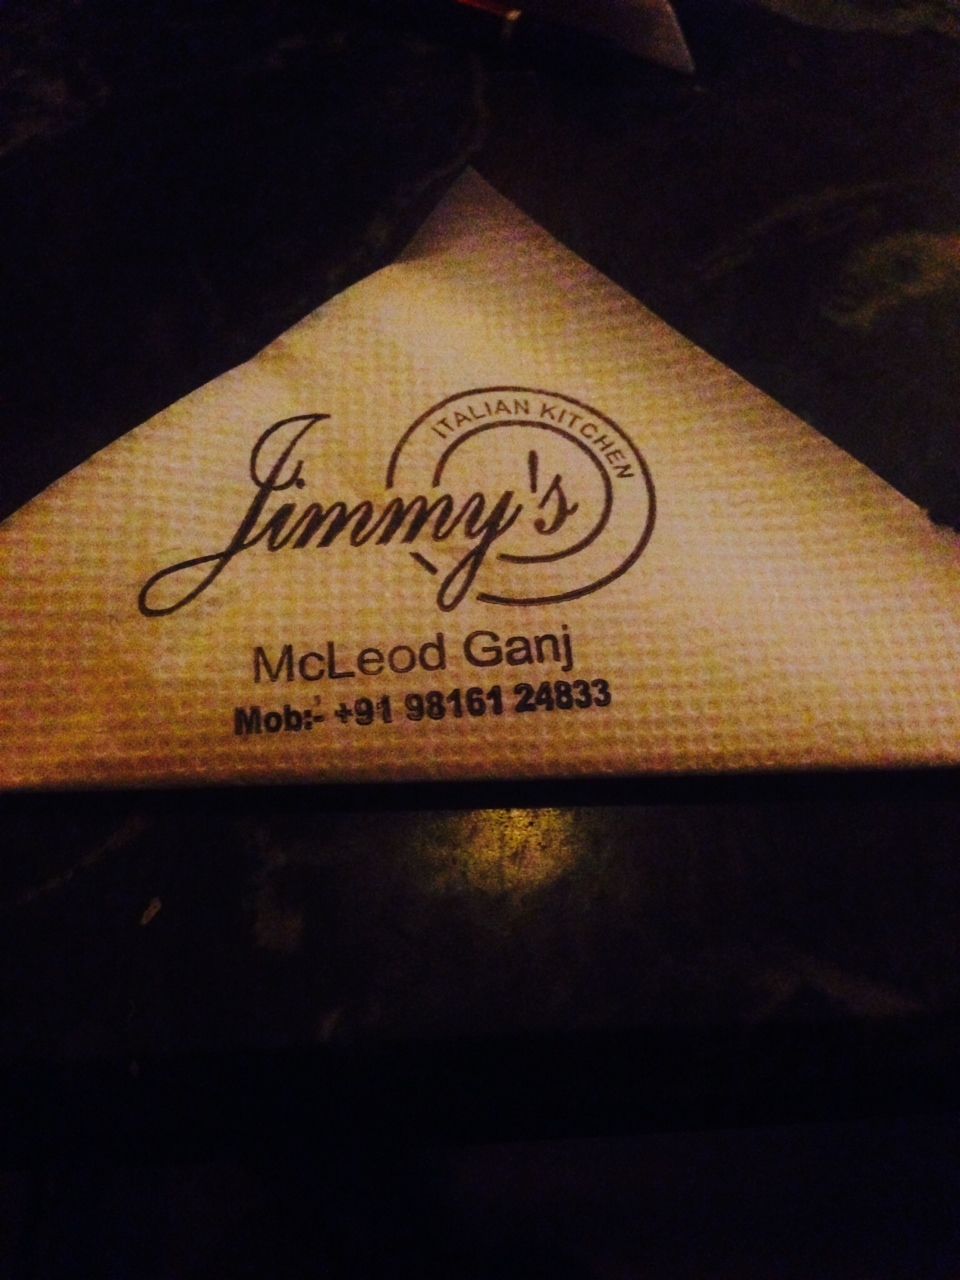 ITALIAN KITCHEN
Jimmy's
McLeod Ganj
Mob:- +91 98161 24833